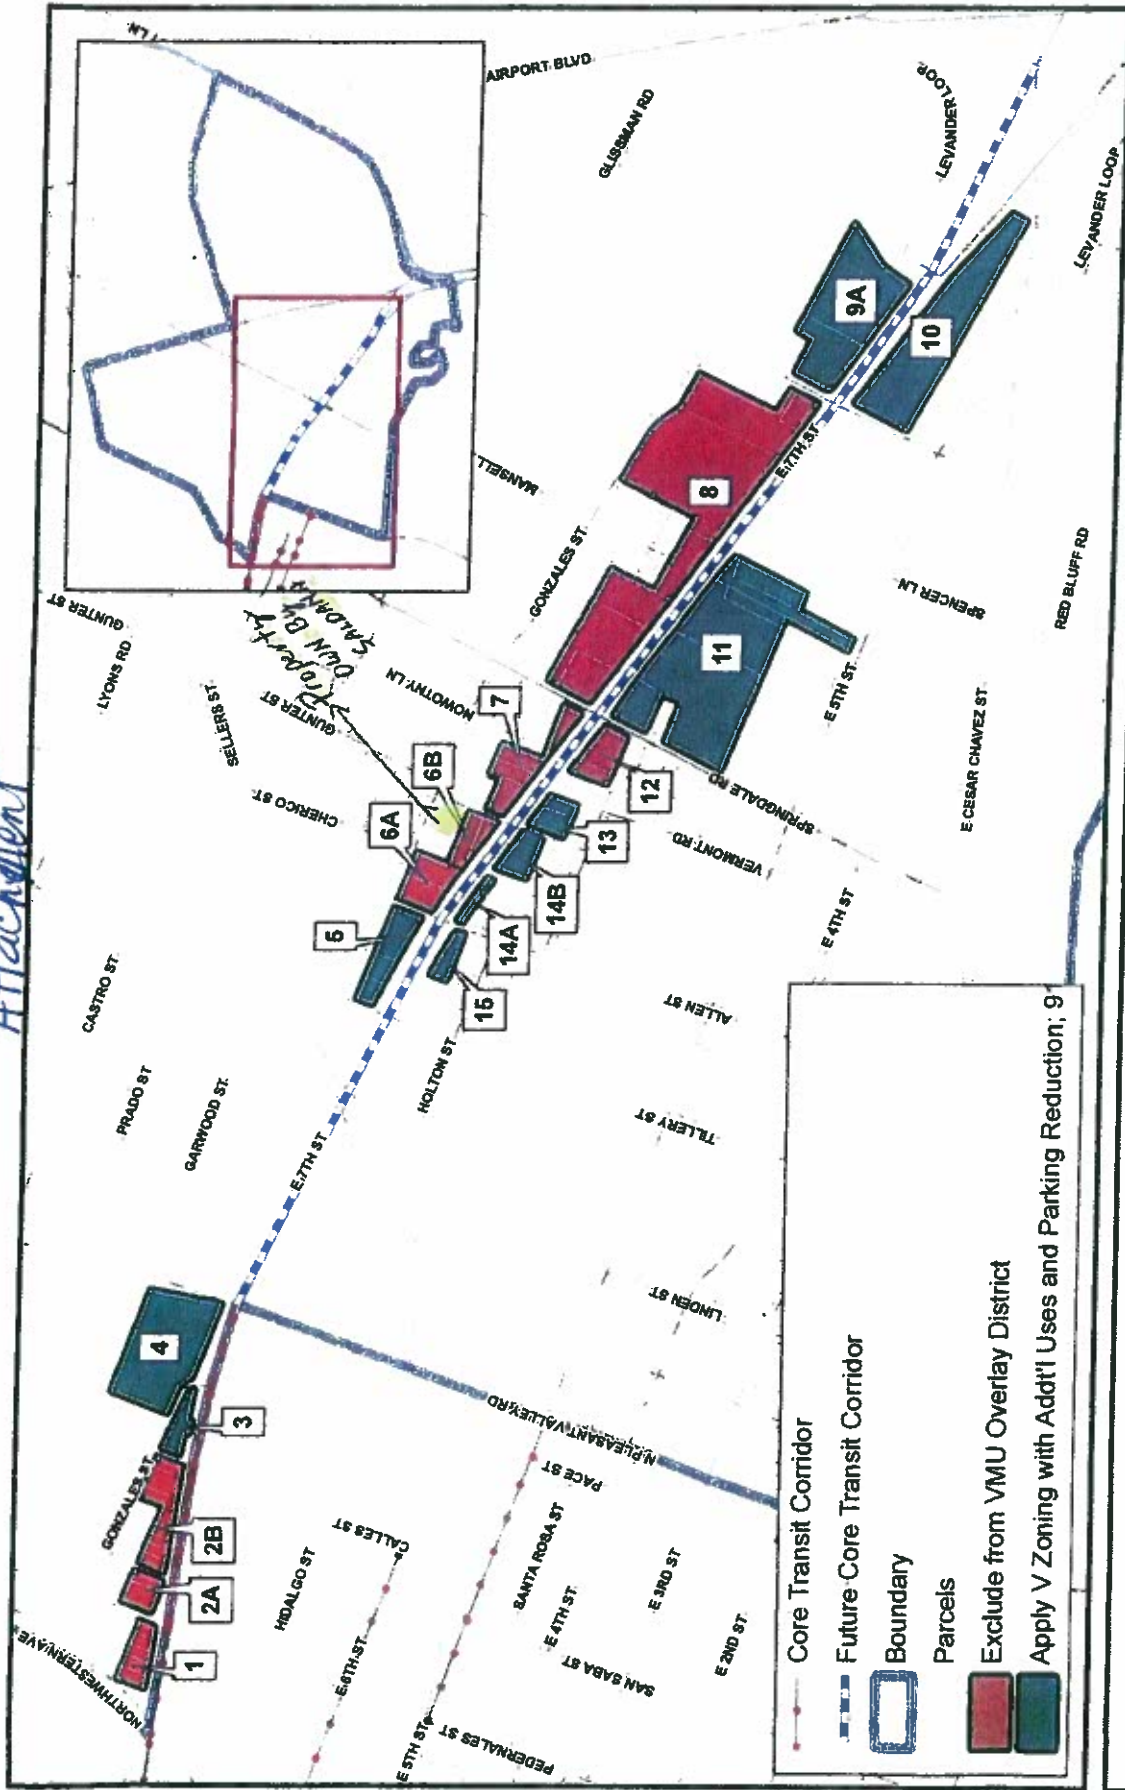 Attachment
LN
AIRPORT BLVD
GLISSMAN RD
LEVANDER LOOP
LEVANDER LOOP
LEVANDER LOOP
GUNTER ST
LYONS RD
SELLERS ST
GUNTER ST
CHERICO ST
NOWOTNY LN
MANSELL
GONZALES ST
Property
OWN BY
SALDANA
CASTRO ST
PRADO ST
GARWOOD ST
E 7TH ST
E 7TH ST
HOLTON ST
SPRINGDALE RD
VERMONT RD
SPENCER LN
RED BLUFF RD
E 5TH ST
E CESAR CHAVEZ ST
E 4TH ST
ALLEN ST
TILLERY ST
LINDEN ST
N PLEASANT VALLEY RD
PACE ST
SANTA ROSA ST
E 4TH ST
E 3RD ST
SAN SABA ST
E 2ND ST
PEDERNALES ST
E 5TH ST
E 6TH ST
CALLES ST
HIDALGO ST
GONZALES ST
NORTHWESTERN AVE
1
2A
2B
3
4
5
6A
6B
7
8
9A
10
11
12
13
14B
14A
15
Core Transit Corridor
Future Core Transit Corridor
Boundary
Parcels
Exclude from VMU Overlay District
Apply V Zoning with Addt'l Uses and Parking Reduction; 9